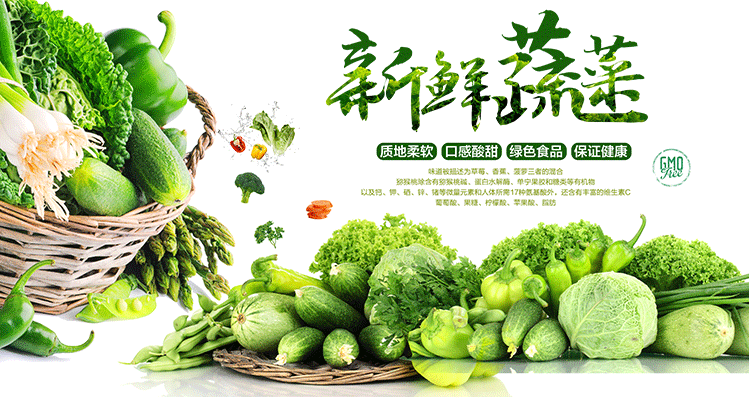 新鲜蔬菜
质地柔软 口感酸甜 绿色食品 保证健康
味道被描述为草莓、香蕉、菠萝三者的混合
猕猴桃除含有猕猴桃碱、蛋白水解酶、单宁果胶和糖类等有机物
以及钙、钾、硒、锌、锗等微量元素和人体所需17种氨基酸外，还含有丰富的维生素C
葡萄酸、果糖、柠檬酸、苹果酸、脂肪
GMO
Free